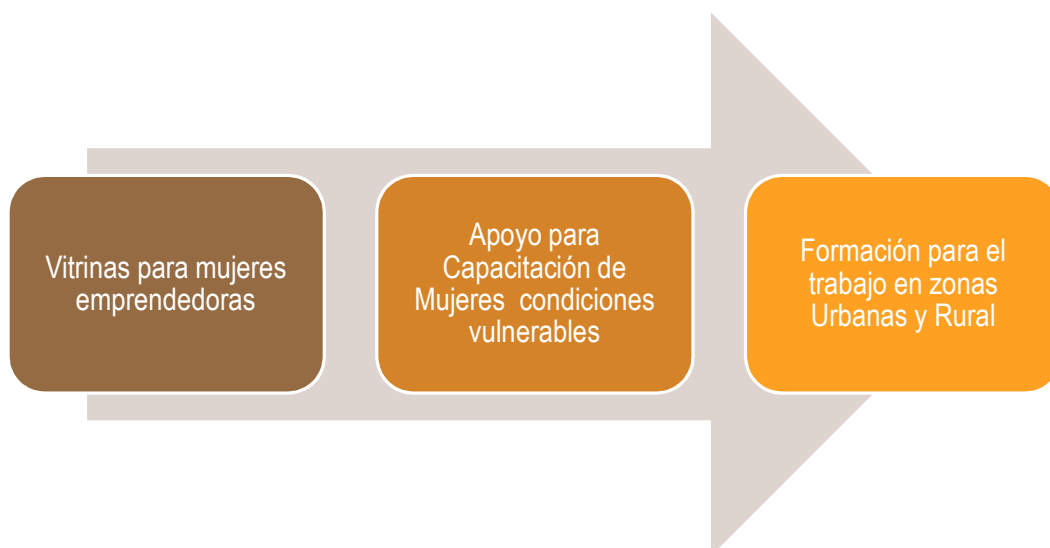 Vitrinas para mujeres
emprendedoras
Apoyo para
Capacitación de
Mujeres  condiciones
vulnerables
Formación para el
trabajo en zonas
Urbanas y Rural